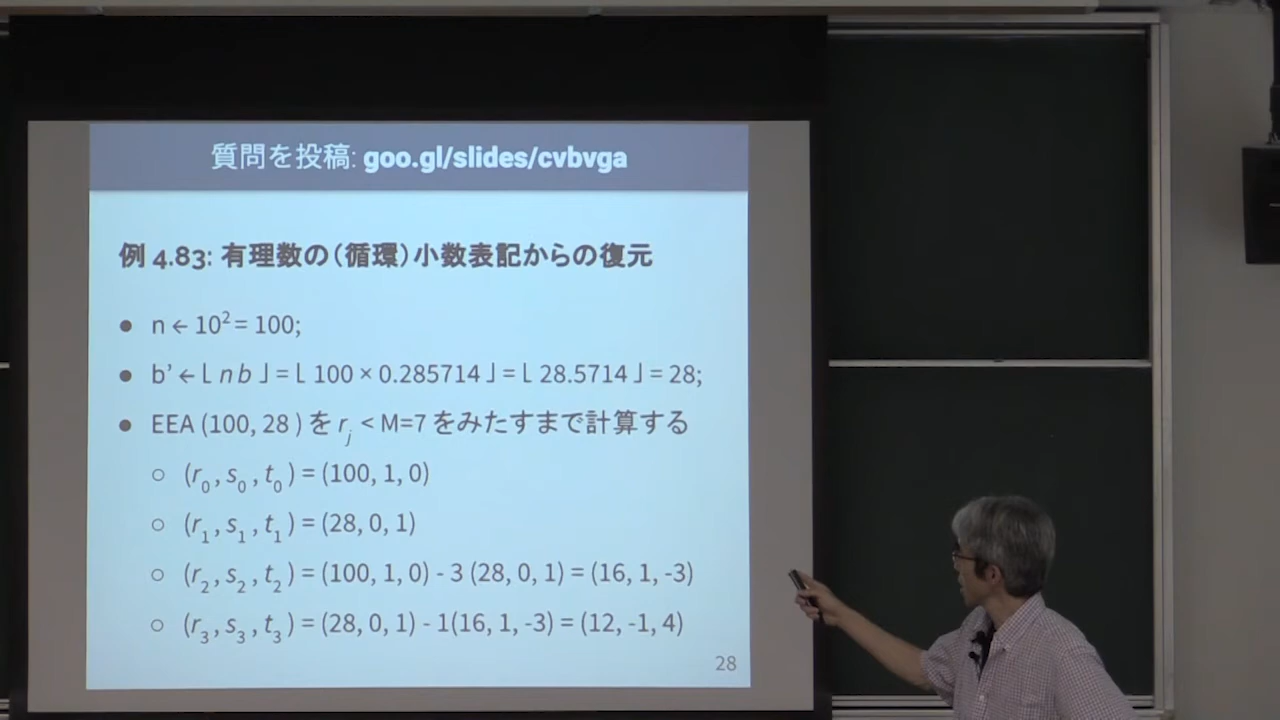 質問を投稿: goo.gl/slides/cvbvga
例 4.83: 有理数の（循環）小数表記からの復元
● n ← 10² = 100;
● b' ← ⌊ n b ⌋ = ⌊ 100 × 0.285714 ⌋ = ⌊ 28.5714 ⌋ = 28;
● EEA (100, 28 ) を r_j < M=7 をみたすまで計算する
○ (r₀ , s₀ , t₀ ) = (100, 1, 0)
○ (r₁ , s₁ , t₁ ) = (28, 0, 1)
○ (r₂ , s₂ , t₂ ) = (100, 1, 0) - 3 (28, 0, 1) = (16, 1, -3)
○ (r₃ , s₃ , t₃ ) = (28, 0, 1) - 1(16, 1, -3) = (12, -1, 4)
28